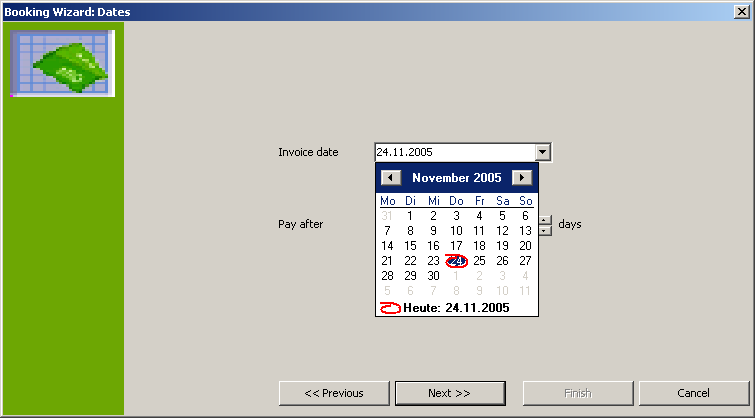 Booking Wizard: Dates
Invoice date 24.11.2005
November 2005
Mo Di Mi Do Fr Sa So
31 1 2 3 4 5 6
Pay after days
7 8 9 10 11 12 13
14 15 16 17 18 19 20
21 22 23 24 25 26 27
28 29 30 1 2 3 4
5 6 7 8 9 10 11
Heute: 24.11.2005
<< Previous Next >> Finish Cancel